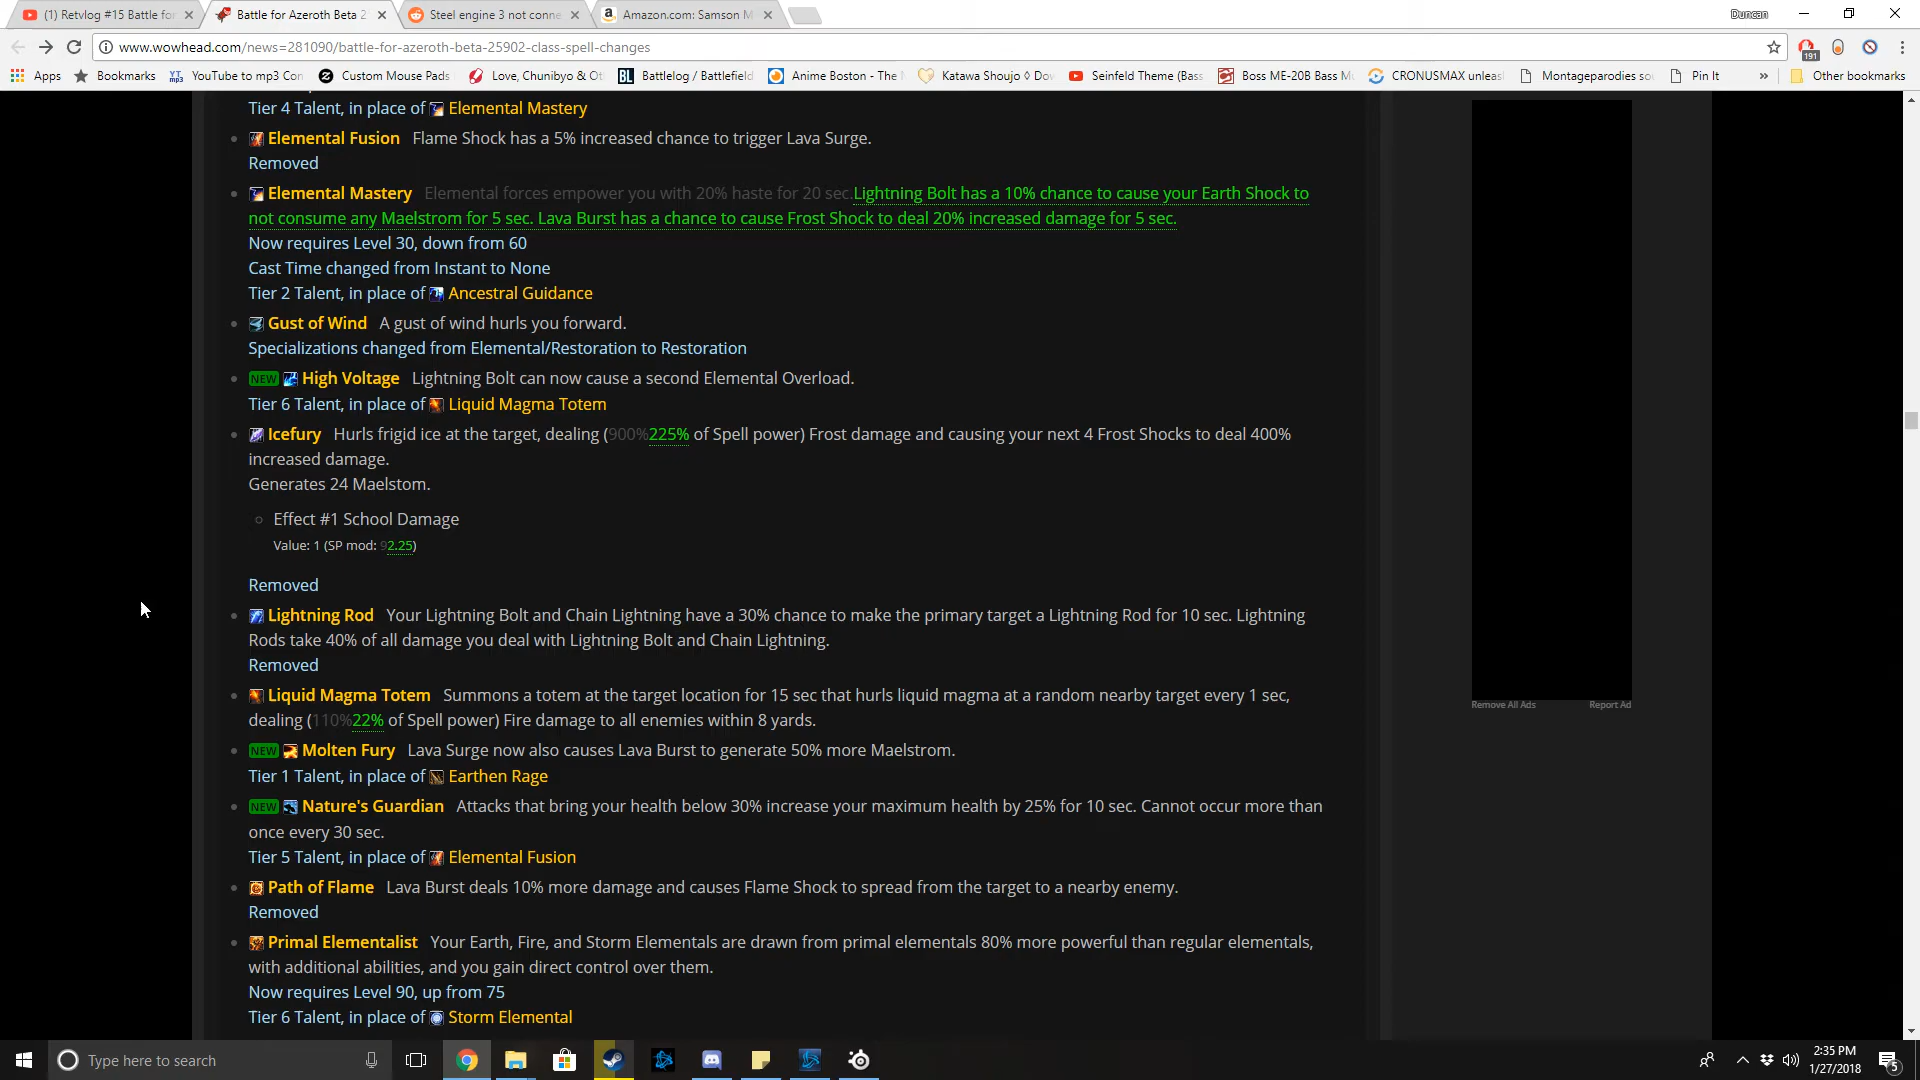 (1) Retvlog #15 Battle for
Battle for Azeroth Beta 2
Steel engine 3 not conne
Amazon.com: Samson M
Duncan
www.wowhead.com/news=281090/battle-for-azeroth-beta-25902-class-spell-changes
191
Apps Bookmarks YouTube to mp3 Con Custom Mouse Pads Love, Chunibyo & Ot BL Battlelog / Battlefield Anime Boston - The Katawa Shoujo ◊ Dow Seinfeld Theme (Bass Boss ME-20B Bass Mu CRONUSMAX unleas Montageparodies sou Pin It » Other bookmarks
Tier 4 Talent, in place of Elemental Mastery
Elemental Fusion Flame Shock has a 5% increased chance to trigger Lava Surge.
Removed
Elemental Mastery Elemental forces empower you with 20% haste for 20 sec.Lightning Bolt has a 10% chance to cause your Earth Shock to
not consume any Maelstrom for 5 sec. Lava Burst has a chance to cause Frost Shock to deal 20% increased damage for 5 sec.
Now requires Level 30, down from 60
Cast Time changed from Instant to None
Tier 2 Talent, in place of Ancestral Guidance
Gust of Wind A gust of wind hurls you forward.
Specializations changed from Elemental/Restoration to Restoration
NEW High Voltage Lightning Bolt can now cause a second Elemental Overload.
Tier 6 Talent, in place of Liquid Magma Totem
Icefury Hurls frigid ice at the target, dealing (900%225% of Spell power) Frost damage and causing your next 4 Frost Shocks to deal 400%
increased damage.
Generates 24 Maelstom.
Effect #1 School Damage
Value: 1 (SP mod: 92.25)
Removed
Lightning Rod Your Lightning Bolt and Chain Lightning have a 30% chance to make the primary target a Lightning Rod for 10 sec. Lightning
Rods take 40% of all damage you deal with Lightning Bolt and Chain Lightning.
Removed
Liquid Magma Totem Summons a totem at the target location for 15 sec that hurls liquid magma at a random nearby target every 1 sec,
dealing (110%22% of Spell power) Fire damage to all enemies within 8 yards.
NEW Molten Fury Lava Surge now also causes Lava Burst to generate 50% more Maelstrom.
Tier 1 Talent, in place of Earthen Rage
NEW Nature's Guardian Attacks that bring your health below 30% increase your maximum health by 25% for 10 sec. Cannot occur more than
once every 30 sec.
Tier 5 Talent, in place of Elemental Fusion
Path of Flame Lava Burst deals 10% more damage and causes Flame Shock to spread from the target to a nearby enemy.
Removed
Primal Elementalist Your Earth, Fire, and Storm Elementals are drawn from primal elementals 80% more powerful than regular elementals,
with additional abilities, and you gain direct control over them.
Now requires Level 90, up from 75
Tier 6 Talent, in place of Storm Elemental
Remove All Ads Report Ad
Type here to search
2:35 PM
1/27/2018
5